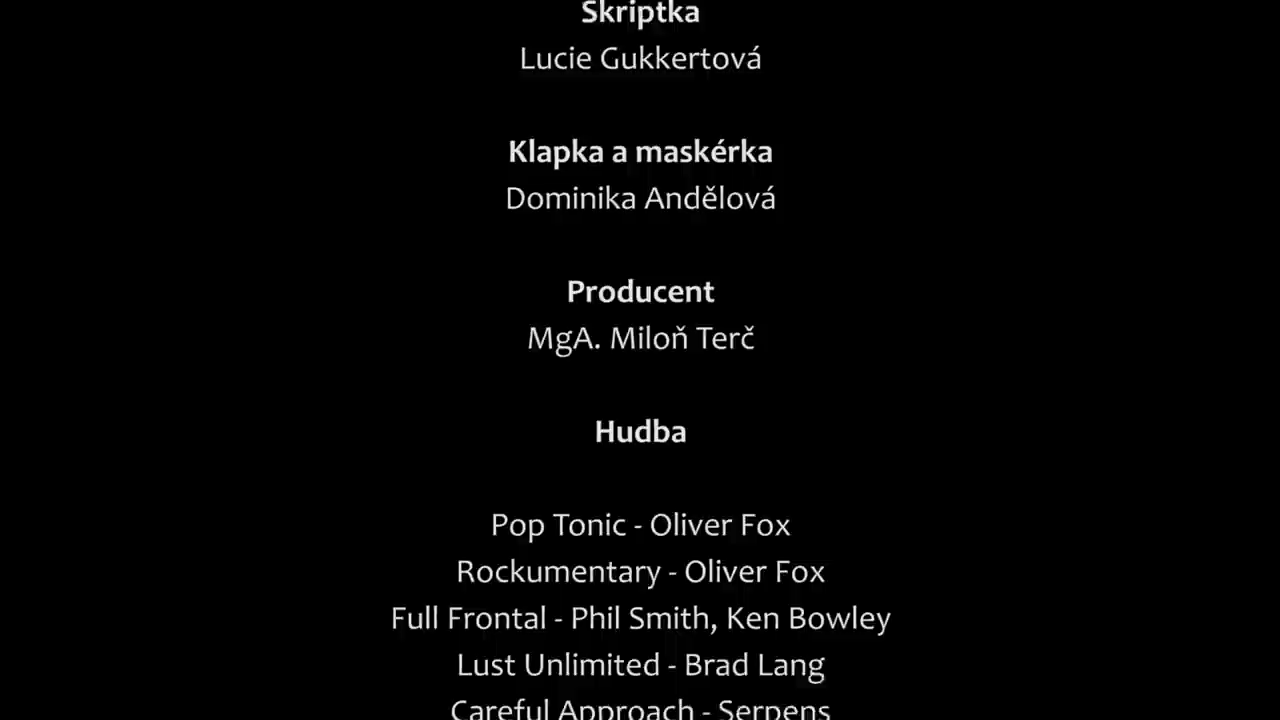 Skriptka
Lucie Gukkertová
Klapka a maskérka
Dominika Andělová
Producent
MgA. Miloň Terč
Hudba
Pop Tonic - Oliver Fox
Rockumentary - Oliver Fox
Full Frontal - Phil Smith, Ken Bowley
Lust Unlimited - Brad Lang
Careful Approach - Serpens